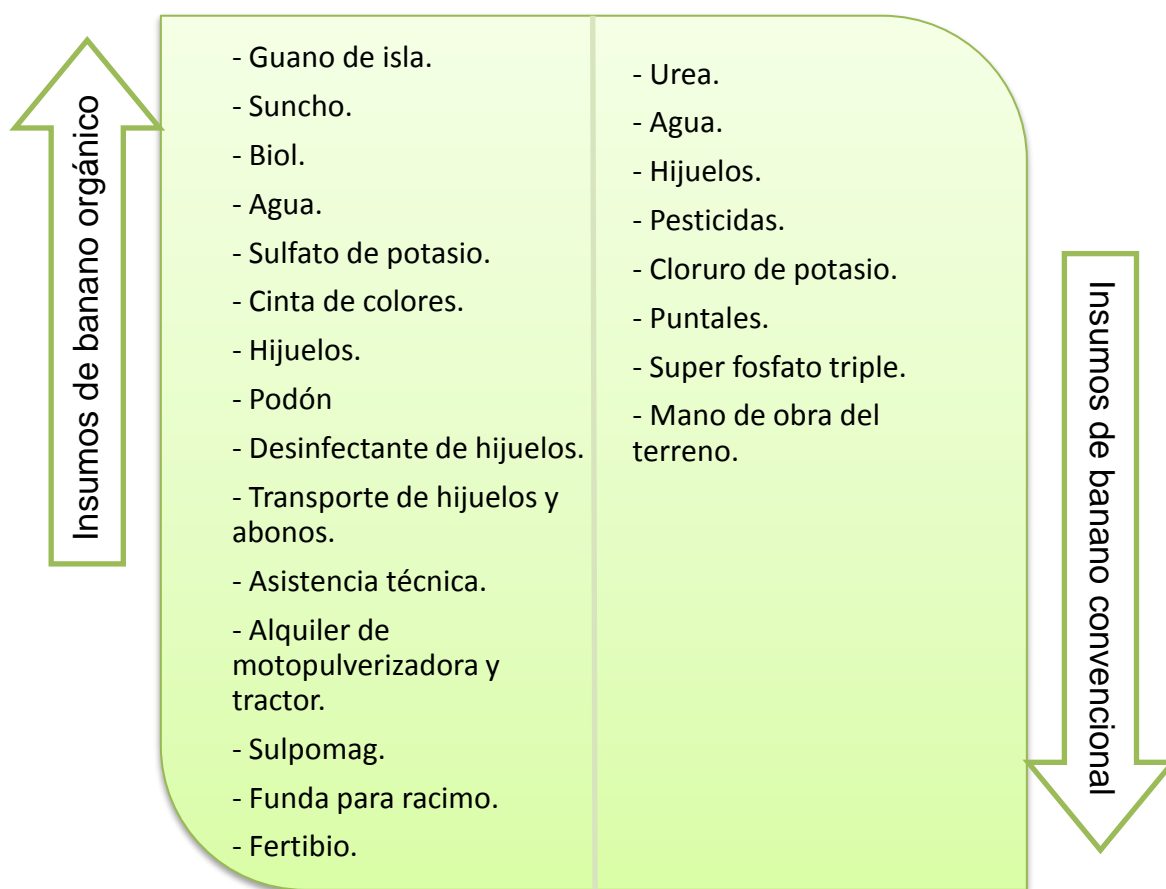 Insumos de banano orgánico
- Guano de isla.
- Suncho.
- Biol.
- Agua.
- Sulfato de potasio.
- Cinta de colores.
- Hijuelos.
- Podón
- Desinfectante de hijuelos.
- Transporte de hijuelos y
abonos.
- Asistencia técnica.
- Alquiler de
motopulverizadora y
tractor.
- Sulpomag.
- Funda para racimo.
- Fertibio.
- Urea.
- Agua.
- Hijuelos.
- Pesticidas.
- Cloruro de potasio.
- Puntales.
- Super fosfato triple.
- Mano de obra del
terreno.
Insumos de banano convencional